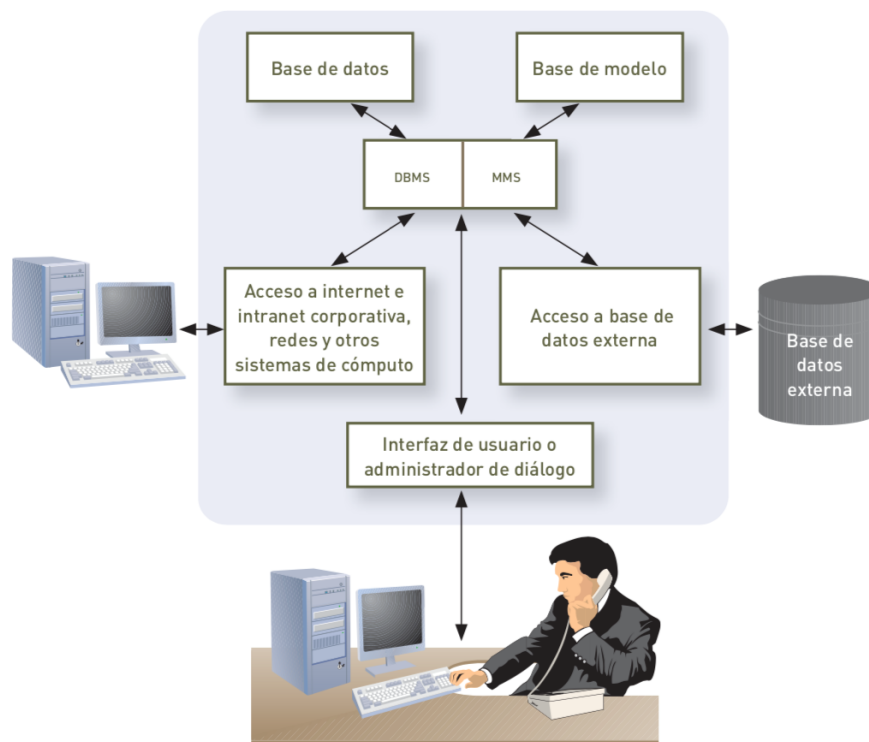 Base de datos
Base de modelo
DBMS
MMS
Acceso a internet e
intranet corporativa,
redes y otros
sistemas de cómputo
Acceso a base de
datos externa
Base de
datos
externa
Interfaz de usuario o
administrador de diálogo